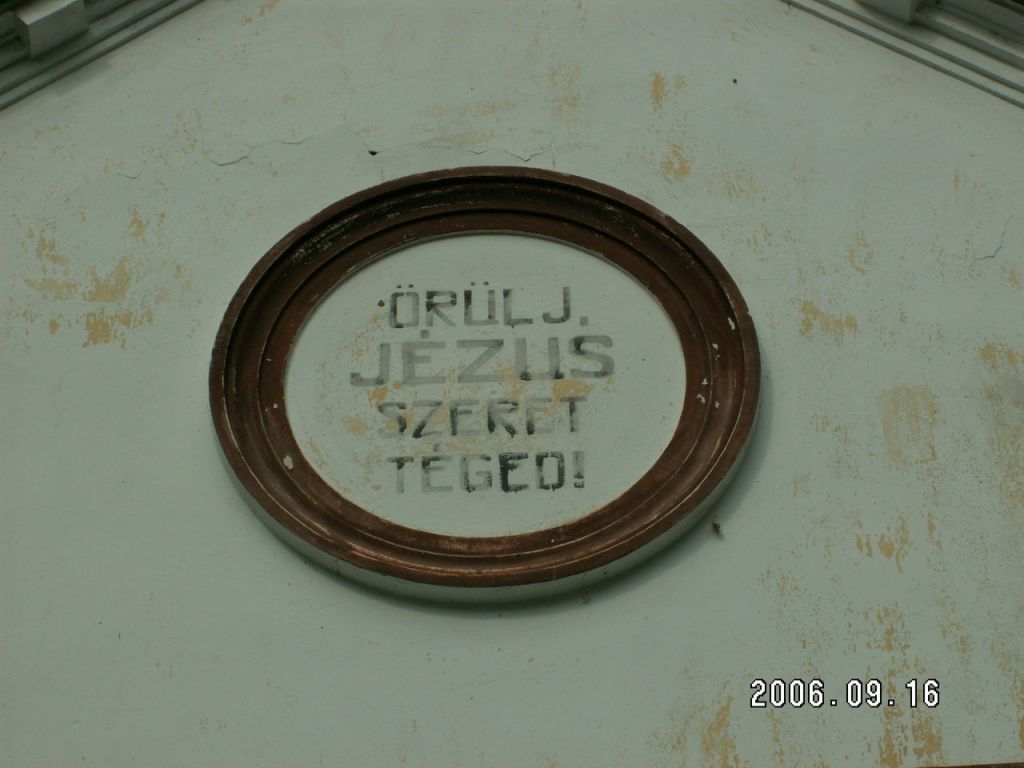 ÖRÜLJ,
JÉZUS
SZERET
TÉGED!
2006.09.16